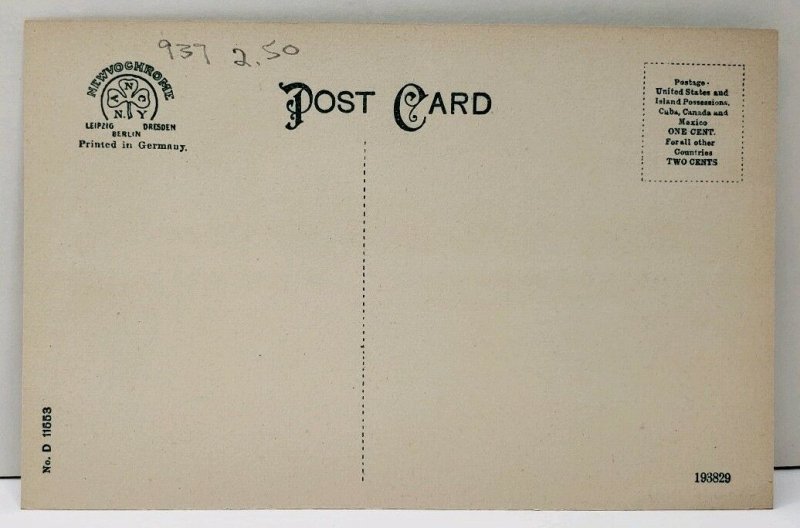 937 2.50
NEWVOCHROME
A N C
N. Y
LEIPZIG DRESDEN
BERLIN
Printed in Germany.
POST CARD
Postage.
United States and
Island Possessions,
Cuba, Canada and
Mexico
ONE CENT.
For all other
Countries
TWO CENTS
No. D 11553
193829